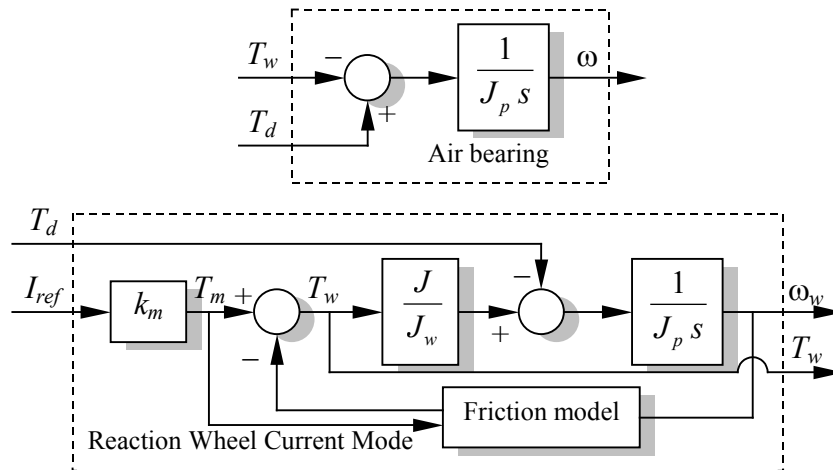 T_w
−
ω
1
J_p s
T_d
+
Air bearing
T_d
−
I_ref
k_m
T_m
+
T_w
J
J_w
+
1
J_p s
ω_w
−
T_w
Friction model
Reaction Wheel Current Mode